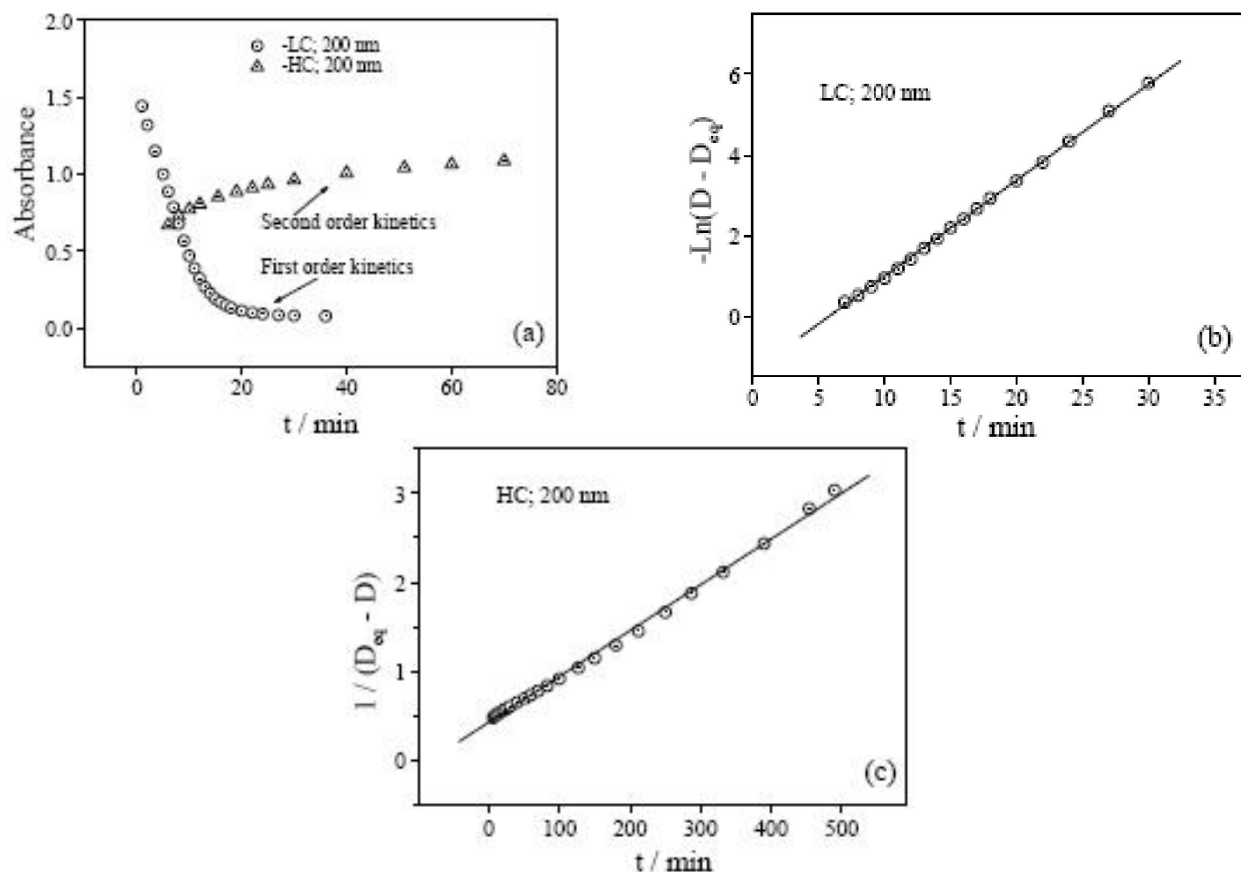 2.0
1.5
1.0
0.5
0.0
Absorbance
-LC; 200 nm
-HC; 200 nm
Second order kinetics
First order kinetics
(a)
0 20 40 60 80
t / min
6
4
2
0
-Ln(D - Deq)
LC; 200 nm
(b)
0 5 10 15 20 25 30 35
t / min
3
2
1
0
1 / (Deq - D)
HC; 200 nm
(c)
0 100 200 300 400 500
t / min